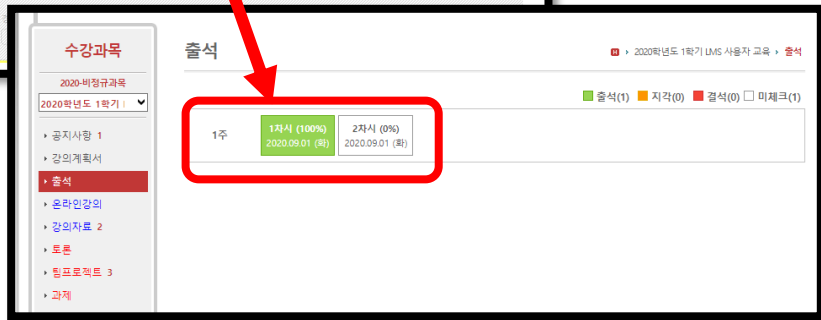 수강과목
2020-비정규과목
2020학년도 1학기
공지사항 1
강의계획서
출석
온라인강의
강의자료 2
토론
팀프로젝트 3
과제
출석
H › 2020학년도 1학기 LMS 사용자 교육 › 출석
출석(1) 지각(0) 결석(0) 미체크(1)
1주
1차시 (100%)
2020.09.01 (화)
2차시 (0%)
2020.09.01 (화)